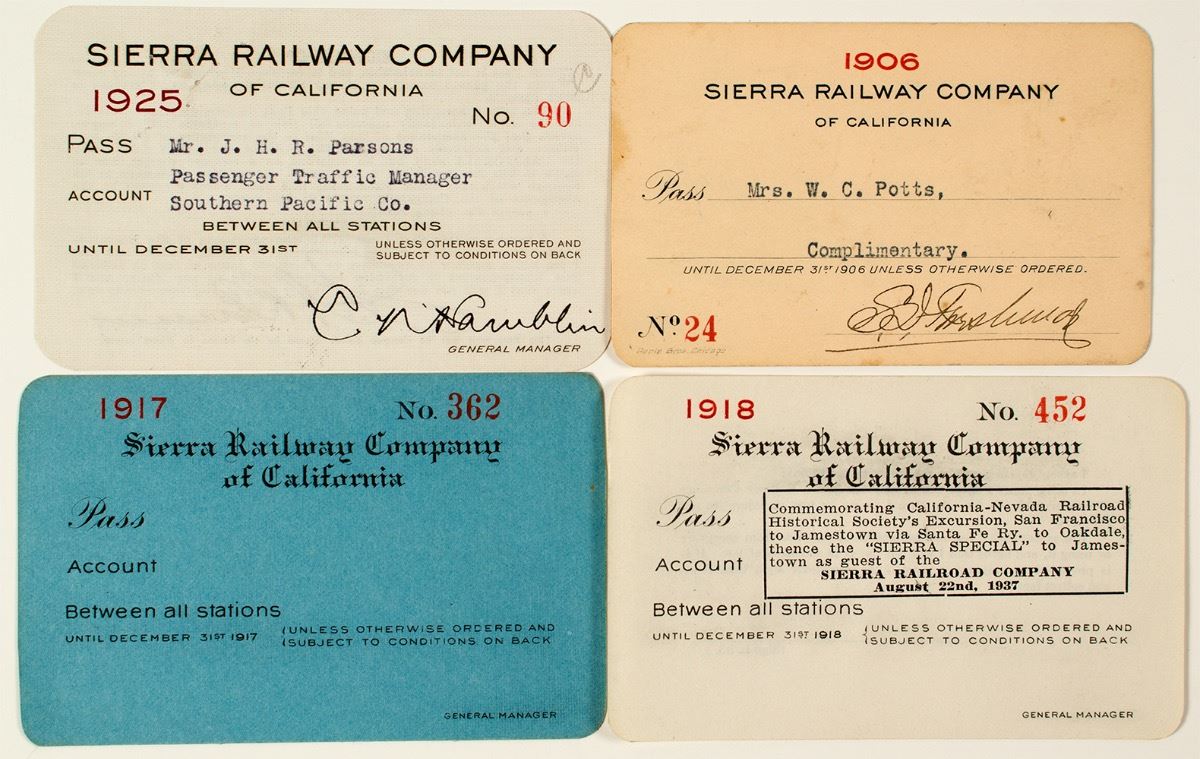 SIERRA RAILWAY COMPANY
OF CALIFORNIA
1925
No. 90
PASS Mr. J. H. R. Parsons
Passenger Traffic Manager
ACCOUNT Southern Pacific Co.
BETWEEN ALL STATIONS
UNTIL DECEMBER 31ST
UNLESS OTHERWISE ORDERED AND
SUBJECT TO CONDITIONS ON BACK
GENERAL MANAGER
1906
SIERRA RAILWAY COMPANY
OF CALIFORNIA
Pass Mrs. W. C. Potts,
Complimentary.
UNTIL DECEMBER 31ST 1906 UNLESS OTHERWISE ORDERED.
No 24
1917 No. 362
Sierra Railway Company
of California
Pass
Account
Between all stations
UNTIL DECEMBER 31ST 1917
UNLESS OTHERWISE ORDERED AND
SUBJECT TO CONDITIONS ON BACK
GENERAL MANAGER
1918 No. 452
Sierra Railway Company
of California
Pass
Account
Commemorating California-Nevada Railroad
Historical Society's Excursion, San Francisco
to Jamestown via Santa Fe Ry. to Oakdale,
thence the "SIERRA SPECIAL" to James-
town as guest of the
SIERRA RAILROAD COMPANY
August 22nd, 1937
Between all stations
UNTIL DECEMBER 31ST 1918
UNLESS OTHERWISE ORDERED AND
SUBJECT TO CONDITIONS ON BACK
GENERAL MANAGER